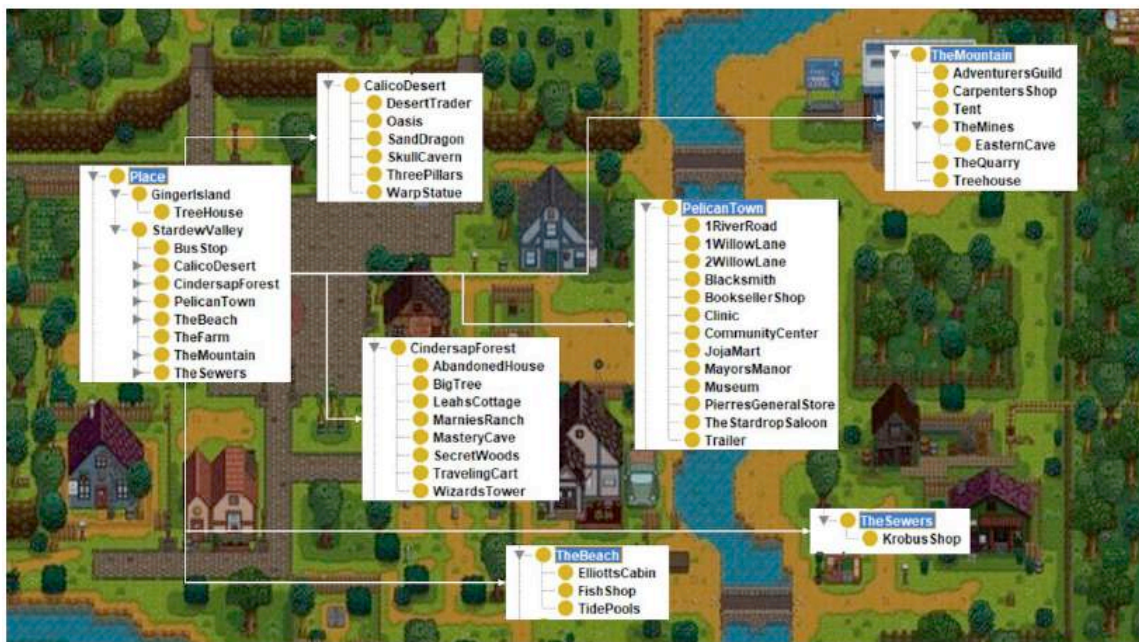 Place
GingerIsland
TreeHouse
StardewValley
BusStop
CalicoDesert
CindersapForest
PelicanTown
TheBeach
TheFarm
TheMountain
TheSewers
CalicoDesert
DesertTrader
Oasis
SandDragon
SkullCavern
ThreePillars
WarpStatue
CindersapForest
AbandonedHouse
BigTree
LeahsCottage
MarniesRanch
MasteryCave
SecretWoods
TravelingCart
WizardsTower
TheBeach
ElliottsCabin
FishShop
TidePools
PelicanTown
1RiverRoad
1WillowLane
2WillowLane
Blacksmith
BooksellerShop
Clinic
CommunityCenter
JojaMart
MayorsManor
Museum
PierresGeneralStore
TheStardropSaloon
Trailer
TheMountain
AdventurersGuild
CarpentersShop
Tent
TheMines
EasternCave
TheQuarry
Treehouse
TheSewers
KrobusShop